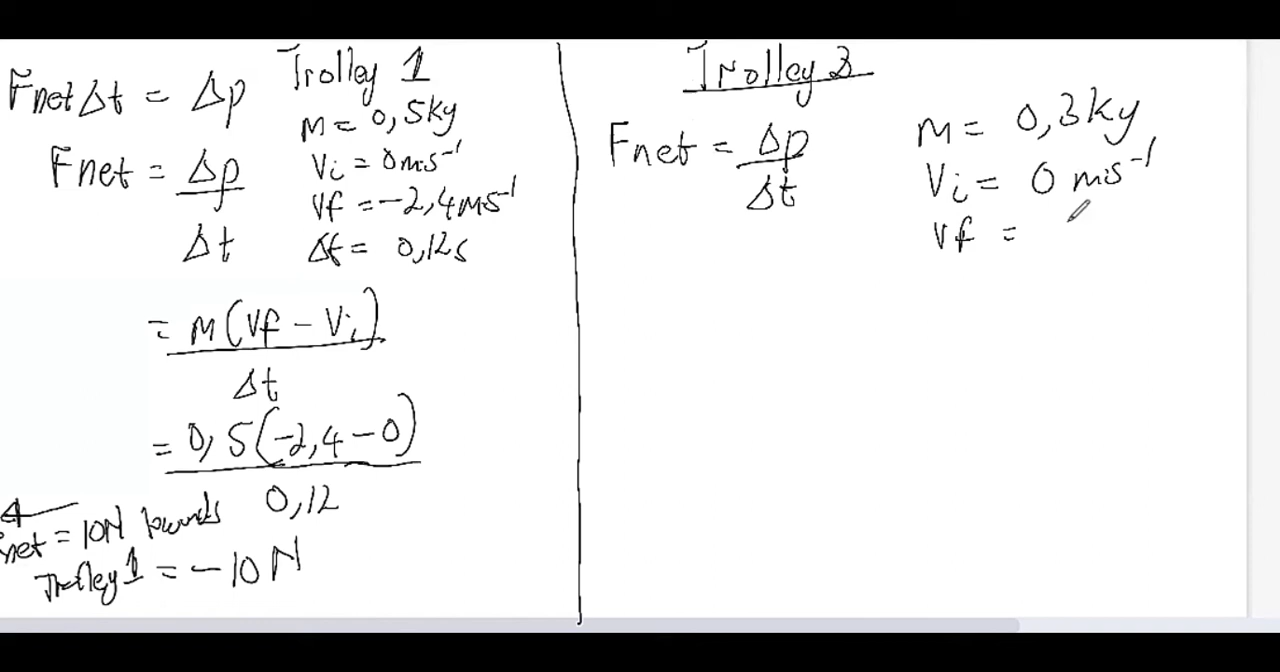 Trolley 1
Fnet Δt = Δp
Fnet = Δp
Δt
M = 0,5kg
Vi = 0ms⁻¹
Vf = -2,4ms⁻¹
Δt = 0,12s
= M(Vf - Vi)
Δt
= 0,5(-2,4 - 0)
0,12
Fnet = 10N towards
Trolley 1
= -10N
Trolley 3
Fnet = Δp
Δt
M = 0,3kg
Vi = 0 ms⁻¹
Vf =